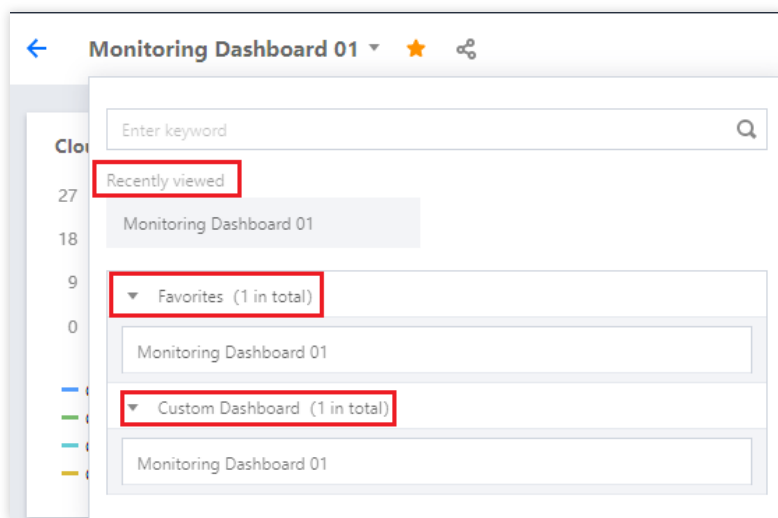 Monitoring Dashboard 01
Enter keyword
Clou
Recently viewed
27
Monitoring Dashboard 01
18
9
Favorites (1 in total)
0
Monitoring Dashboard 01
Custom Dashboard (1 in total)
Monitoring Dashboard 01